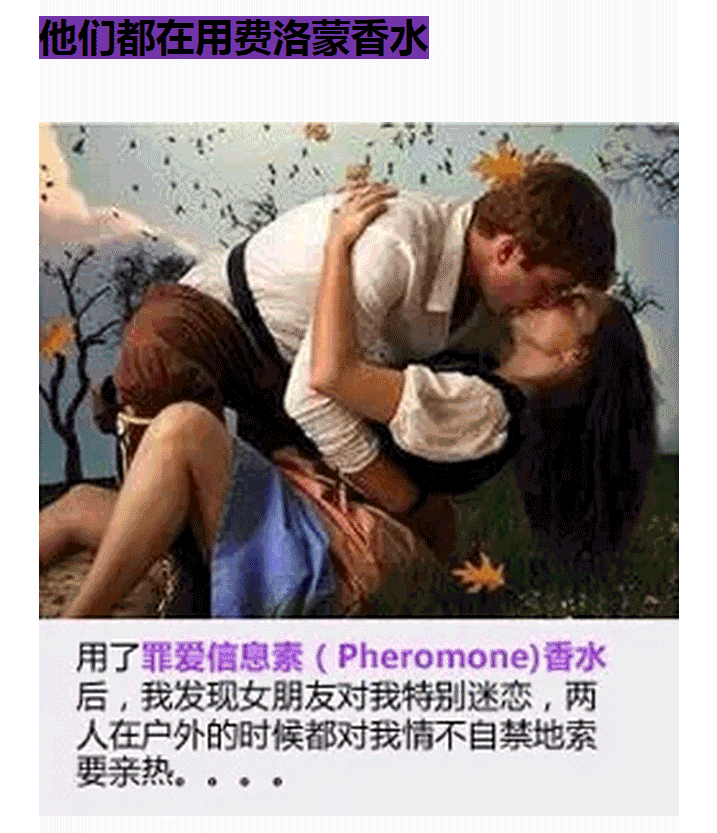 他们都在用费洛蒙香水
用了罪爱信息素（Pheromone)香水
后，我发现女朋友对我特别迷恋，两
人在户外的时候都对我情不自禁地索
要亲热。。。。